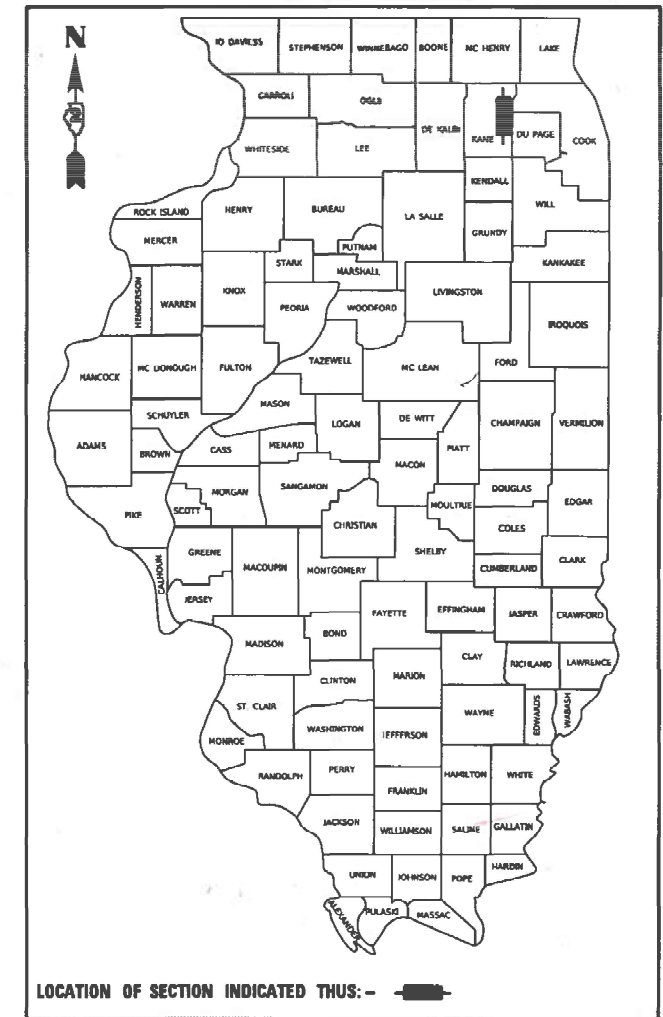 N
JO DAVIESS
STEPHENSON
WINNEBAGO
BOONE
MC HENRY
LAKE
CARROLL
OGLE
DE KALB
KANE
DU PAGE
COOK
WHITESIDE
LEE
KENDALL
WILL
ROCK ISLAND
HENRY
BUREAU
LA SALLE
GRUNDY
MERCER
PUTNAM
STARK
MARSHALL
KANKAKEE
HENDERSON
WARREN
KNOX
PEORIA
WOODFORD
LIVINGSTON
IROQUOIS
HANCOCK
MC DONOUGH
FULTON
TAZEWELL
MC LEAN
FORD
MASON
SCHUYLER
LOGAN
DE WITT
CHAMPAIGN
VERMILION
ADAMS
BROWN
CASS
MENARD
PIATT
MACON
PIKE
SCOTT
MORGAN
SANGAMON
MOULTRIE
DOUGLAS
EDGAR
CHRISTIAN
COLES
CALHOUN
GREENE
MACOUPIN
MONTGOMERY
SHELBY
CUMBERLAND
CLARK
JERSEY
FAYETTE
EFFINGHAM
JASPER
CRAWFORD
MADISON
BOND
CLAY
RICHLAND
LAWRENCE
CLINTON
MARION
ST. CLAIR
WASHINGTON
JEFFERSON
WAYNE
EDWARDS
WABASH
MONROE
RANDOLPH
PERRY
FRANKLIN
HAMILTON
WHITE
JACKSON
WILLIAMSON
SALINE
GALLATIN
UNION
JOHNSON
POPE
HARDIN
ALEXANDER
PULASKI
MASSAC
LOCATION OF SECTION INDICATED THUS:-